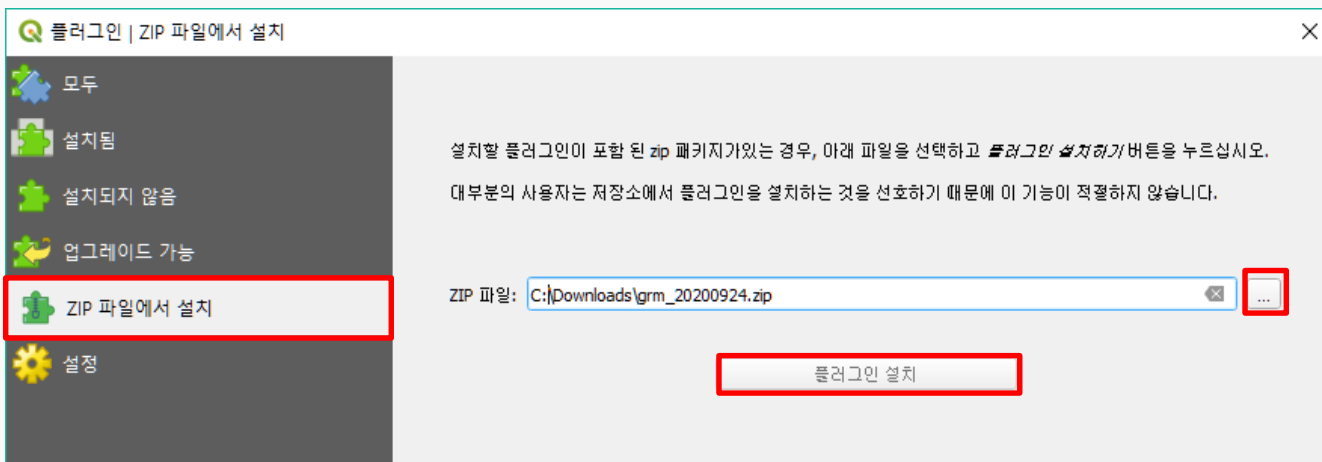 플러그인 | ZIP 파일에서 설치
모두
설치됨
설치되지 않음
업그레이드 가능
ZIP 파일에서 설치
설정
설치할 플러그인이 포함 된 zip 패키지가있는 경우, 아래 파일을 선택하고 플러그인 설치하기 버튼을 누르십시오.
대부분의 사용자는 저장소에서 플러그인을 설치하는 것을 선호하기 때문에 이 기능이 적절하지 않습니다.
ZIP 파일: C:\Downloads\grm_20200924.zip ...
플러그인 설치